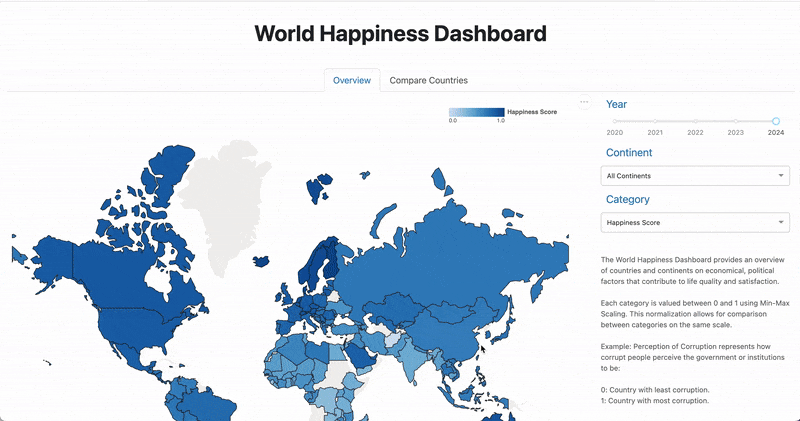 World Happiness Dashboard
Overview
Compare Countries
Happiness Score
0.0
1.0
Year
2020
2021
2022
2023
2024
Continent
All Continents
Category
Happiness Score
The World Happiness Dashboard provides an overview
of countries and continents on economical, political
factors that contribute to life quality and satisfaction.
Each category is valued between 0 and 1 using Min-Max
Scaling. This normalization allows for comparison
between categories on the same scale.
Example: Perception of Corruption represents how
corrupt people perceive the government or institutions
to be:
0: Country with least corruption.
1: Country with most corruption.